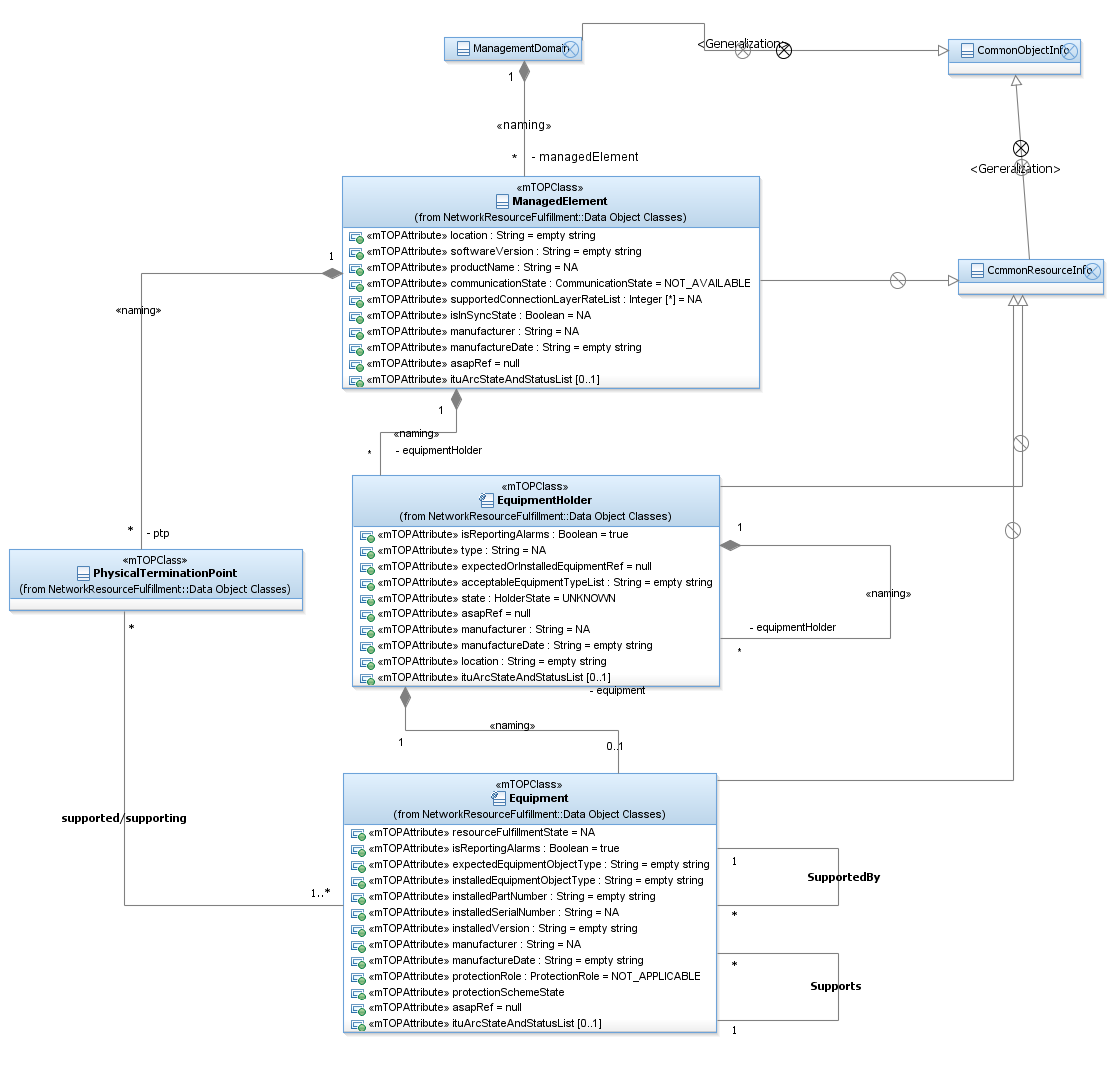 ManagementDomain
<Generalization>
CommonObjectInfo
1
«naming»
*
- managedElement
<Generalization>
«mTOPClass»
ManagedElement
(from NetworkResourceFulfillment::Data Object Classes)
«mTOPAttribute» location : String = empty string
«mTOPAttribute» softwareVersion : String = empty string
«mTOPAttribute» productName : String = NA
«mTOPAttribute» communicationState : CommunicationState = NOT_AVAILABLE
«mTOPAttribute» supportedConnectionLayerRateList : Integer [*] = NA
«mTOPAttribute» isInSyncState : Boolean = NA
«mTOPAttribute» manufacturer : String = NA
«mTOPAttribute» manufactureDate : String = empty string
«mTOPAttribute» asapRef = null
«mTOPAttribute» ituArcStateAndStatusList [0..1]
CommonResourceInfo
1
«naming»
*
- ptp
1
«naming»
*
- equipmentHolder
«mTOPClass»
EquipmentHolder
(from NetworkResourceFulfillment::Data Object Classes)
«mTOPAttribute» isReportingAlarms : Boolean = true
«mTOPAttribute» type : String = NA
«mTOPAttribute» expectedOrInstalledEquipmentRef = null
«mTOPAttribute» acceptableEquipmentTypeList : String = empty string
«mTOPAttribute» state : HolderState = UNKNOWN
«mTOPAttribute» asapRef = null
«mTOPAttribute» manufacturer : String = NA
«mTOPAttribute» manufactureDate : String = empty string
«mTOPAttribute» location : String = empty string
«mTOPAttribute» ituArcStateAndStatusList [0..1]
1
«naming»
- equipmentHolder
*
«mTOPClass»
PhysicalTerminationPoint
(from NetworkResourceFulfillment::Data Object Classes)
*
- equipment
«naming»
1
0..1
supported/supporting
1..*
«mTOPClass»
Equipment
(from NetworkResourceFulfillment::Data Object Classes)
«mTOPAttribute» resourceFulfillmentState = NA
«mTOPAttribute» isReportingAlarms : Boolean = true
«mTOPAttribute» expectedEquipmentObjectType : String = empty string
«mTOPAttribute» installedEquipmentObjectType : String = empty string
«mTOPAttribute» installedPartNumber : String = empty string
«mTOPAttribute» installedSerialNumber : String = NA
«mTOPAttribute» installedVersion : String = empty string
«mTOPAttribute» manufacturer : String = NA
«mTOPAttribute» manufactureDate : String = empty string
«mTOPAttribute» protectionRole : ProtectionRole = NOT_APPLICABLE
«mTOPAttribute» protectionSchemeState
«mTOPAttribute» asapRef = null
«mTOPAttribute» ituArcStateAndStatusList [0..1]
1
SupportedBy
*
*
Supports
1